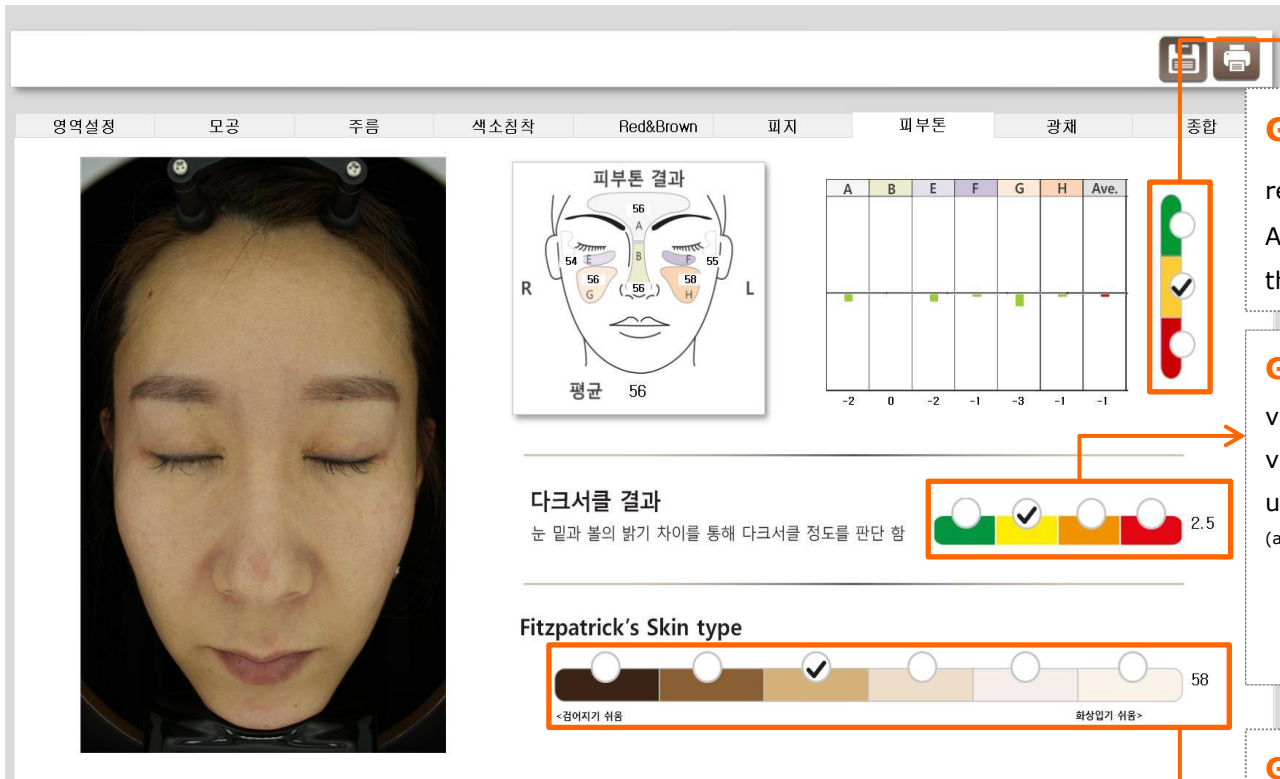 영역설정 모공 주름 색소침착 Red&Brown 피지 피부톤 광채 종합
피부톤 결과
56
A
54 E B F 55
56 58
G 56 H
R L
평균 56
A B E F G H Ave.
-2 0 -2 -1 -3 -1 -1
다크서클 결과
눈 밑과 볼의 밝기 차이를 통해 다크서클 정도를 판단 함
2.5
Fitzpatrick's Skin type
58
<검어지기 쉬움 화상입기 쉬움>
G
re
A
th
G
v
v
u
(a
G